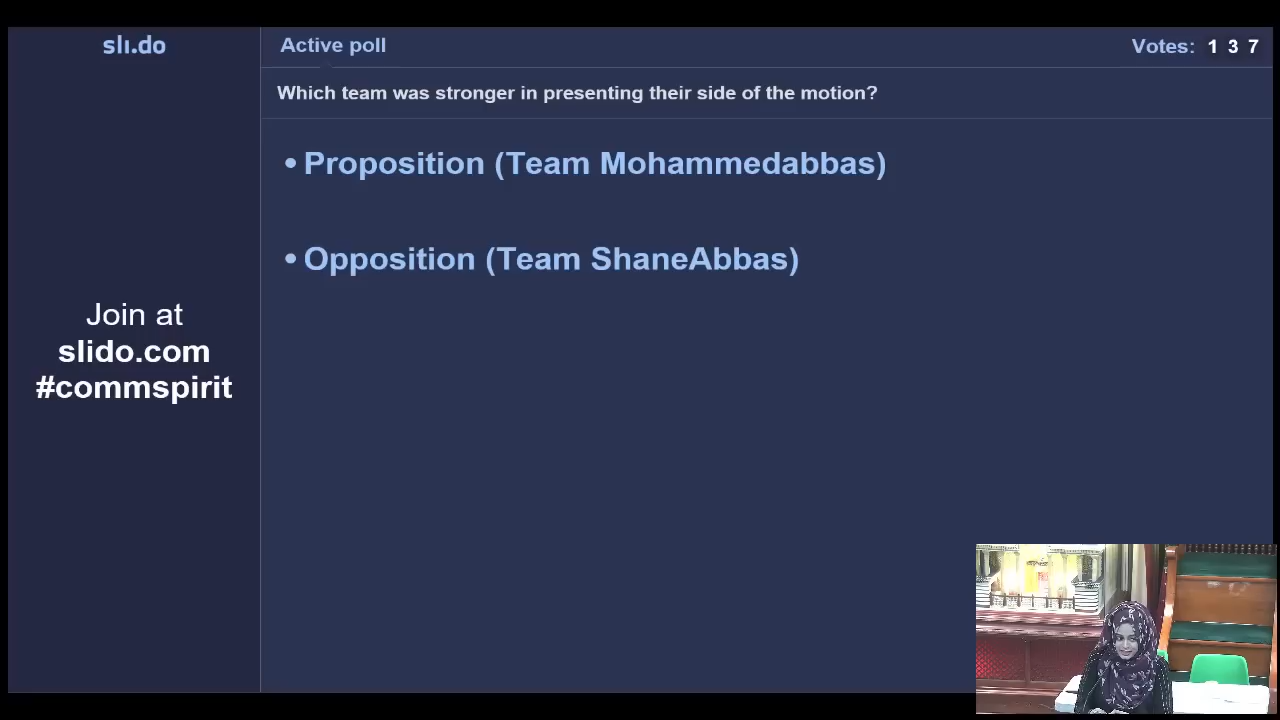 sli.do
Active poll
Votes: 137
Which team was stronger in presenting their side of the motion?
• Proposition (Team Mohammedabbas)
• Opposition (Team ShaneAbbas)
Join at
slido.com
#commspirit